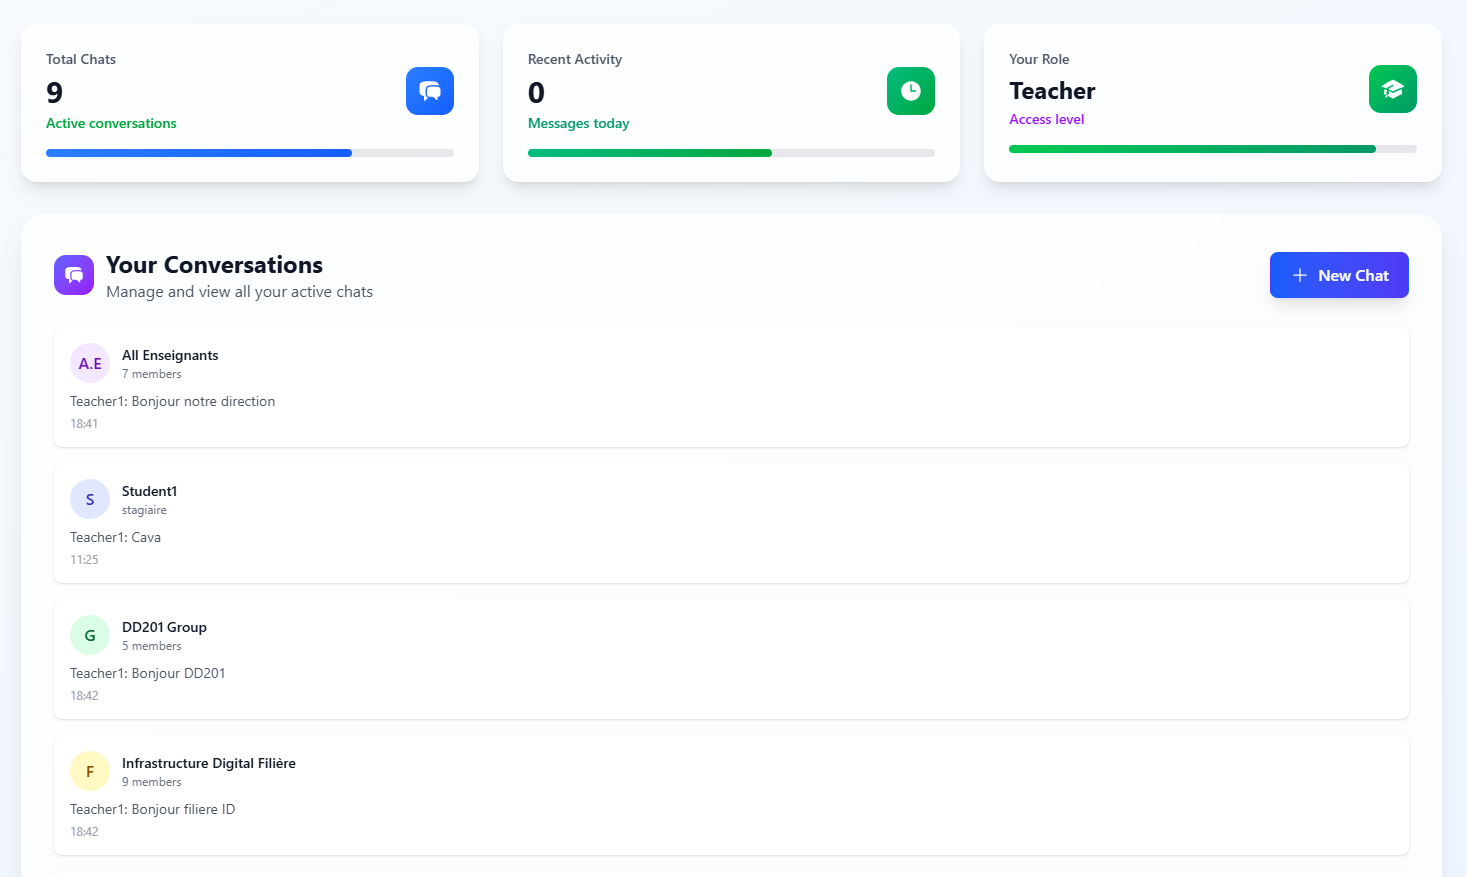 Total Chats
9
Active conversations
Recent Activity
0
Messages today
Your Role
Teacher
Access level
Your Conversations
Manage and view all your active chats
New Chat
A.E
All Enseignants
7 members
Teacher1: Bonjour notre direction
18:41
S
Student1
stagiaire
Teacher1: Cava
11:25
G
DD201 Group
5 members
Teacher1: Bonjour DD201
18:42
F
Infrastructure Digital Filière
9 members
Teacher1: Bonjour filiere ID
18:42